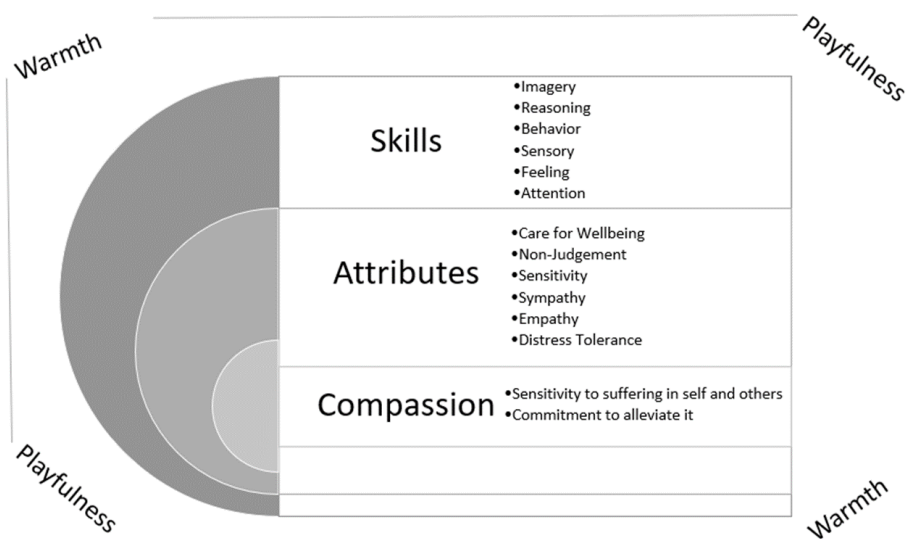 Warmth
Playfulness
Skills
•Imagery
•Reasoning
•Behavior
•Sensory
•Feeling
•Attention
Attributes
•Care for Wellbeing
•Non-Judgement
•Sensitivity
•Sympathy
•Empathy
•Distress Tolerance
Compassion
•Sensitivity to suffering in self and others
•Commitment to alleviate it
Playfulness
Warmth